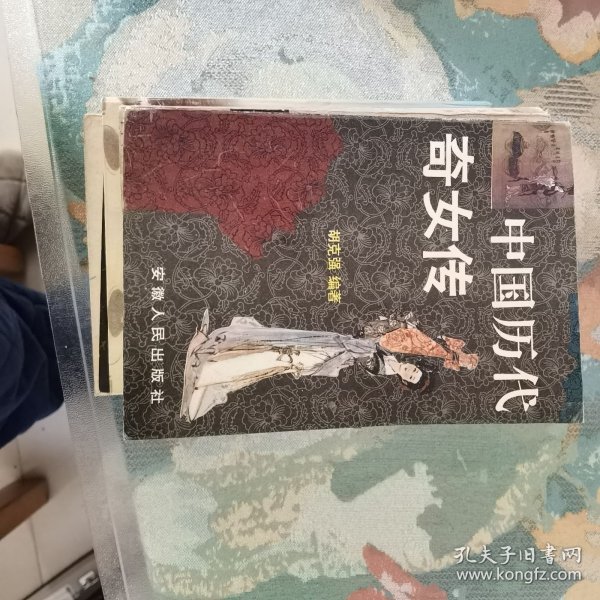 中国历代
奇女传
胡克强 编著
安徽人民出版社
孔夫子旧书网
www.kongfz.com